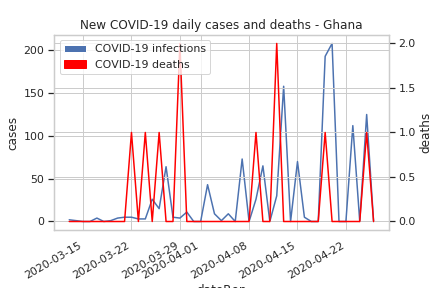 New COVID-19 daily cases and deaths - Ghana
COVID-19 infections
COVID-19 deaths
cases
200
150
100
50
0
deaths
2.0
1.5
1.0
0.5
0.0
2020-03-15
2020-03-22
2020-03-29
2020-04-01
2020-04-08
2020-04-15
2020-04-22
dateRep